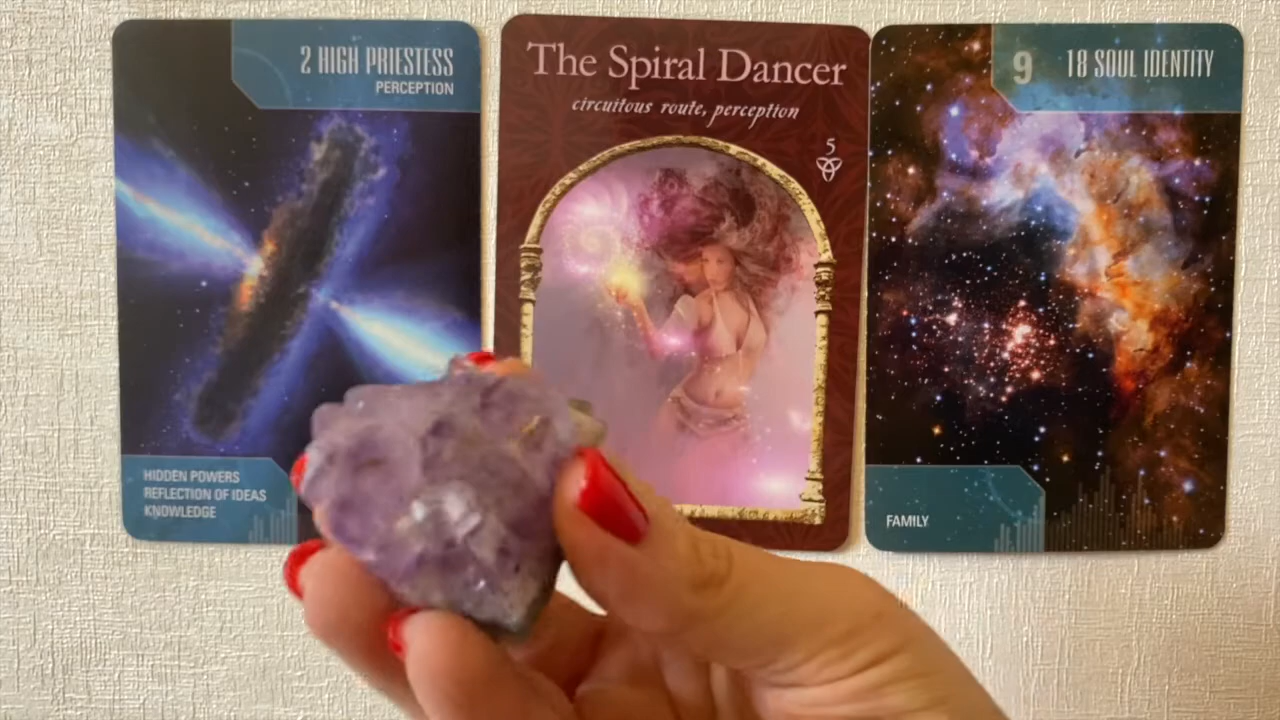 2 HIGH PRIESTESS
PERCEPTION
HIDDEN POWERS
REFLECTION OF IDEAS
KNOWLEDGE
The Spiral Dancer
circuitous route, perception
5
9 18 SOUL IDENTITY
FAMILY